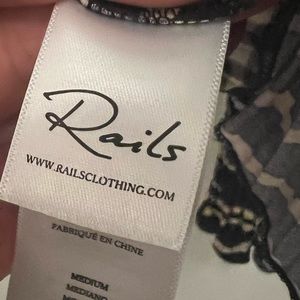 Rails
WWW.RAILSCLOTHING.COM
FABRIQUÉ EN CHINE
MEDIUM
MEDIANO